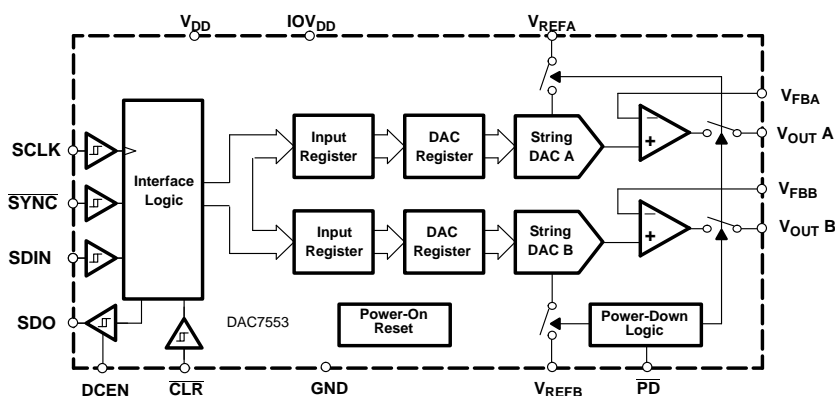 VDD
IOVDD
VREFA
VFBA
SCLK
Interface
Logic
Input
Register
DAC
Register
String
DAC A
VOUT A
SYNC
VFBB
Input
Register
DAC
Register
String
DAC B
VOUT B
SDIN
SDO
DAC7553
Power-On
Reset
Power-Down
Logic
DCEN
CLR
GND
VREFB
PD